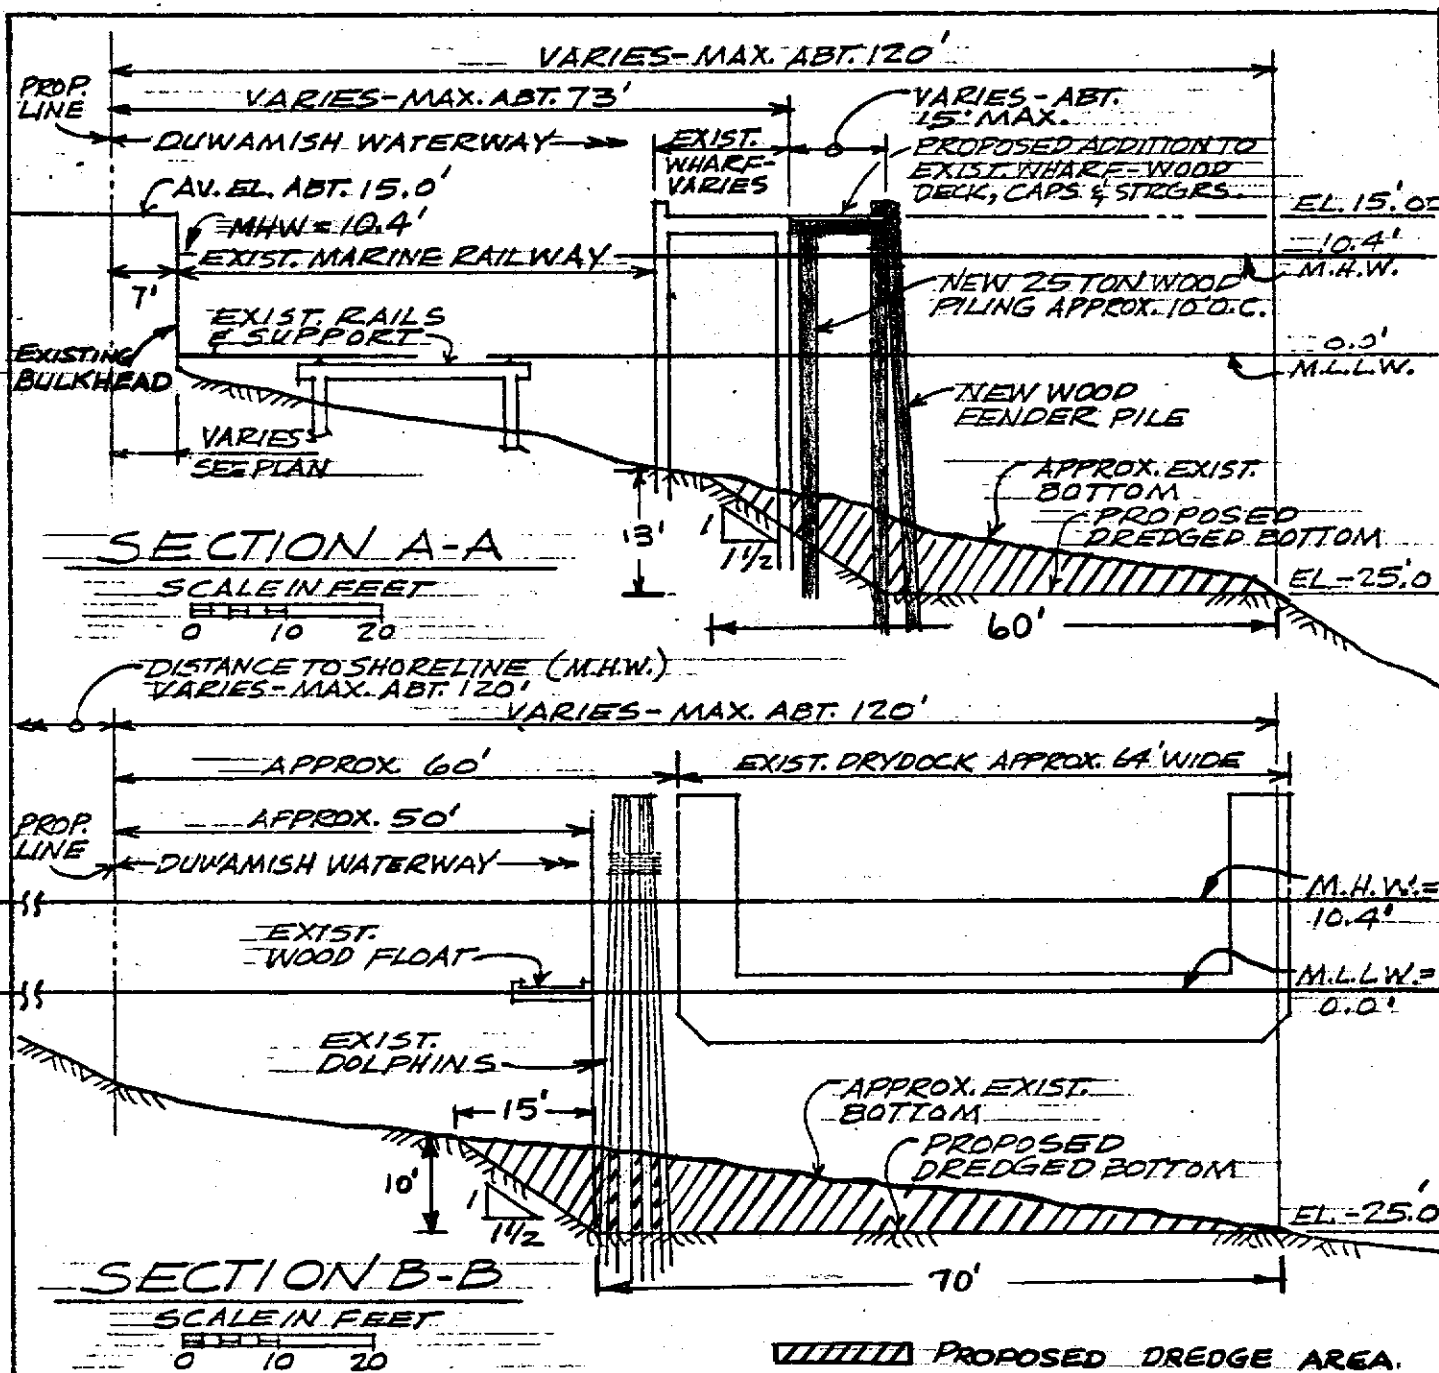 VARIES-MAX. ABT. 120'
PROP.
LINE
VARIES-MAX. ABT. 73'
VARIES-ABT.
15' MAX.
DUWAMISH WATERWAY
EXIST.
WHARF-
VARIES
PROPOSED ADDITION TO
EXIST. WHARF-WOOD
DECK, CAPS & STRGRS.
AV. EL. ABT. 15.0'
EL. 15.'0
MHW = 10.4'
10.4'
M.H.W.
EXIST. MARINE RAILWAY
7'
NEW 25 TON WOOD
PILING APPROX. 10' O.C.
EXIST. RAILS
& SUPPORT
0.0'
M.L.L.W.
EXISTING
BULKHEAD
NEW WOOD
FENDER PILE
VARIES
SEE PLAN
APPROX. EXIST.
BOTTOM
PROPOSED
DREDGED BOTTOM
13'
1
1 1/2
EL -25.'0
SECTION A-A
SCALE IN FEET
0 10 20
60'
DISTANCE TO SHORELINE (M.H.W.)
VARIES-MAX. ABT. 120'
VARIES-MAX. ABT. 120'
APPROX. 60'
EXIST. DRYDOCK APPROX. 64' WIDE
PROP.
LINE
APPROX. 50'
DUWAMISH WATERWAY
M.H.W. =
10.4'
EXIST.
WOOD FLOAT
M.L.L.W. =
0.0'
EXIST.
DOLPHINS
15'
APPROX. EXIST.
BOTTOM
PROPOSED
DREDGED BOTTOM
10'
1
1 1/2
EL -25.'0
SECTION B-B
70'
SCALE IN FEET
0 10 20
PROPOSED DREDGE AREA.